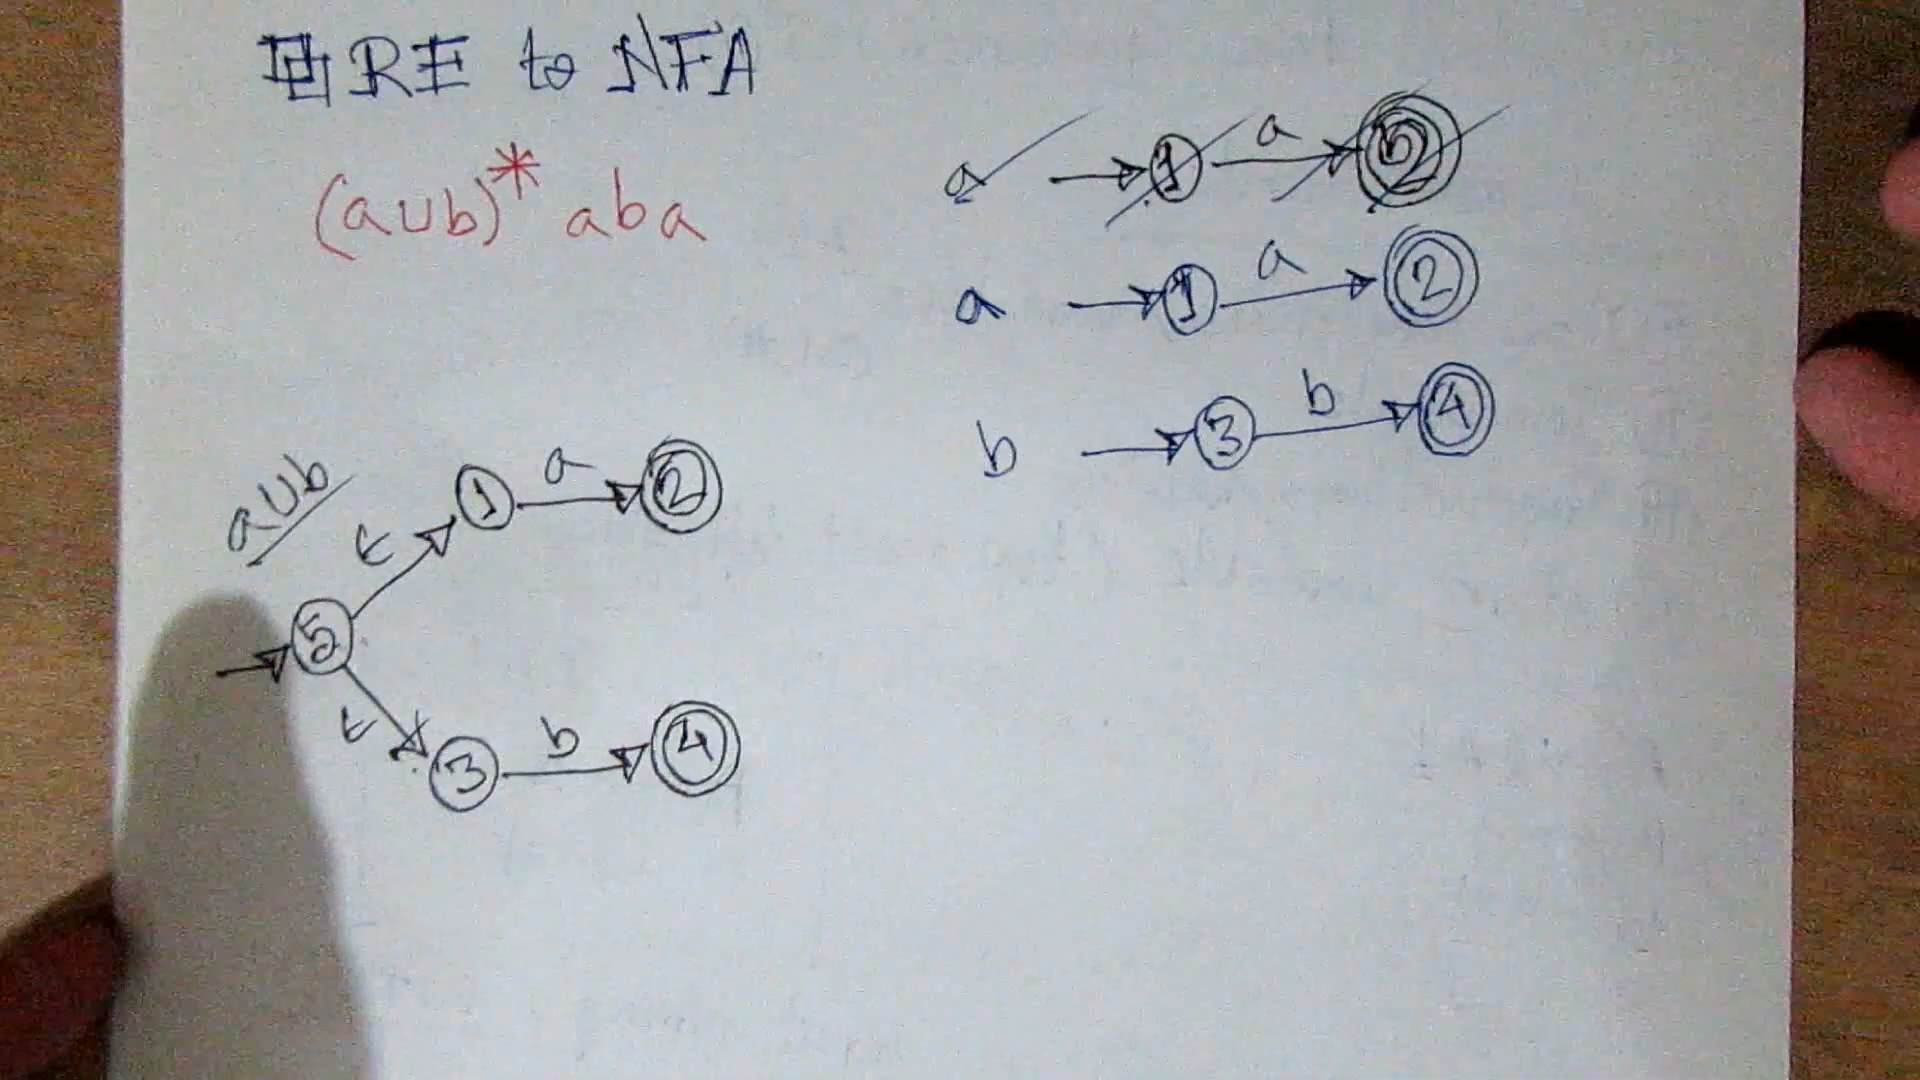 RE to NFA
(a∪b)* aba
a 1 a 2
a 1 a 2
b 3 b 4
a∪b
5 ε 1 a 2
ε 3 b 4